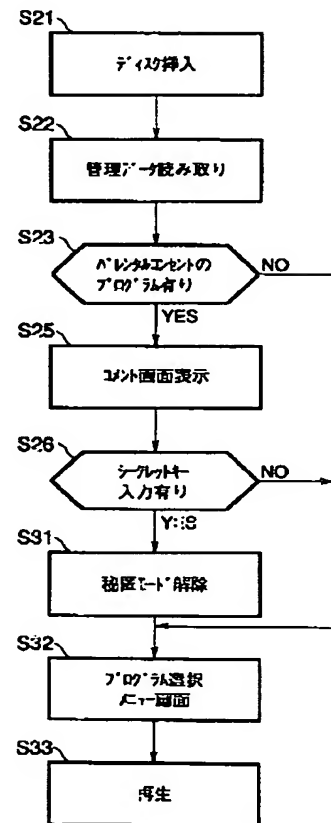 S21
ディスク挿入
S22
管理データ読み取り
S23
パレンタルコンセントの
プログラム有り
NO
YES
S25
コメント画面表示
S26
シークレットキー
入力有り
NO
YES
S31
モード解除
S32
プログラム選択
メニュー画面
S33
再生